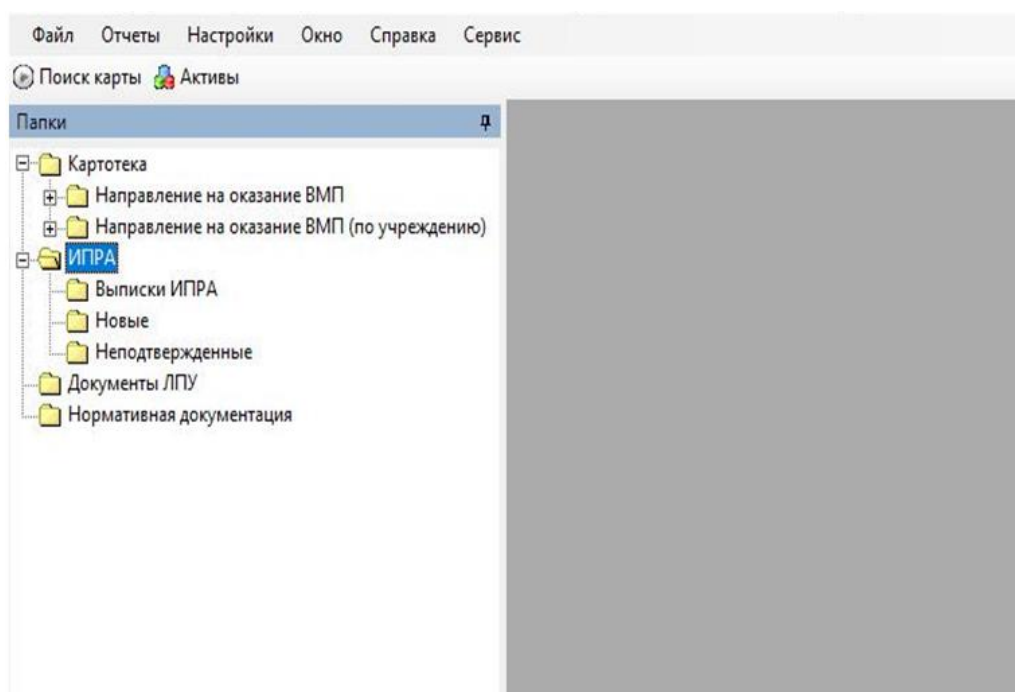 Файл Отчеты Настройки Окно Справка Сервис
Поиск карты Активы
Папки
Картотека
Направление на оказание ВМП
Направление на оказание ВМП (по учреждению)
ИПРА
Выписки ИПРА
Новые
Неподтвержденные
Документы ЛПУ
Нормативная документация